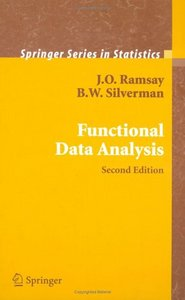 Springer Series in Statistics
J.O. Ramsay
B.W. Silverman
Functional
Data Analysis
Second Edition
Springer